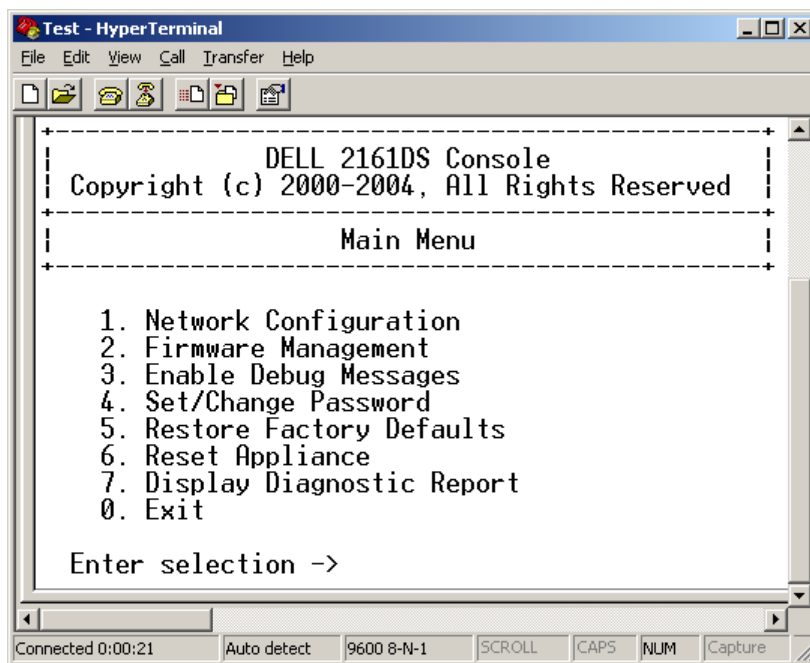 Test - HyperTerminal
File Edit View Call Transfer Help
DELL 2161DS Console
Copyright (c) 2000-2004, All Rights Reserved
Main Menu
1. Network Configuration
2. Firmware Management
3. Enable Debug Messages
4. Set/Change Password
5. Restore Factory Defaults
6. Reset Appliance
7. Display Diagnostic Report
0. Exit
Enter selection ->
Connected 0:00:21 Auto detect 9600 8-N-1 SCROLL CAPS NUM Capture